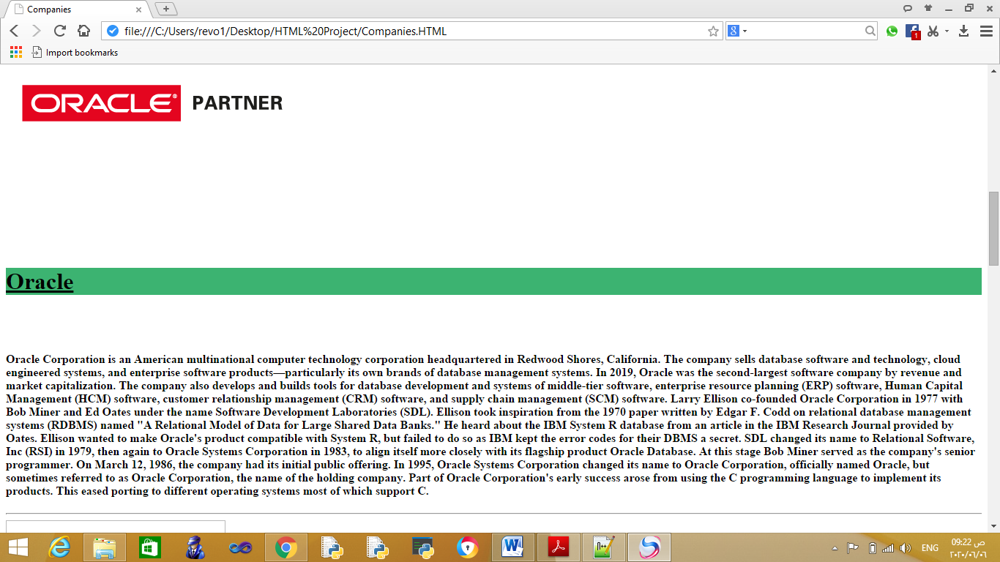 Companies
file:///C:/Users/revo1/Desktop/HTML%20Project/Companies.HTML
8
1
Import bookmarks
ORACLE® PARTNER
Oracle
Oracle Corporation is an American multinational computer technology corporation headquartered in Redwood Shores, California. The company sells database software and technology, cloud
engineered systems, and enterprise software products—particularly its own brands of database management systems. In 2019, Oracle was the second-largest software company by revenue and
market capitalization. The company also develops and builds tools for database development and systems of middle-tier software, enterprise resource planning (ERP) software, Human Capital
Management (HCM) software, customer relationship management (CRM) software, and supply chain management (SCM) software. Larry Ellison co-founded Oracle Corporation in 1977 with
Bob Miner and Ed Oates under the name Software Development Laboratories (SDL). Ellison took inspiration from the 1970 paper written by Edgar F. Codd on relational database management
systems (RDBMS) named "A Relational Model of Data for Large Shared Data Banks." He heard about the IBM System R database from an article in the IBM Research Journal provided by
Oates. Ellison wanted to make Oracle's product compatible with System R, but failed to do so as IBM kept the error codes for their DBMS a secret. SDL changed its name to Relational Software,
Inc (RSI) in 1979, then again to Oracle Systems Corporation in 1983, to align itself more closely with its flagship product Oracle Database. At this stage Bob Miner served as the company's senior
programmer. On March 12, 1986, the company had its initial public offering. In 1995, Oracle Systems Corporation changed its name to Oracle Corporation, officially named Oracle, but
sometimes referred to as Oracle Corporation, the name of the holding company. Part of Oracle Corporation's early success arose from using the C programming language to implement its
products. This eased porting to different operating systems most of which support C.
ENG
09:22 ص
٢٠٢٠/٠٦/٠٦